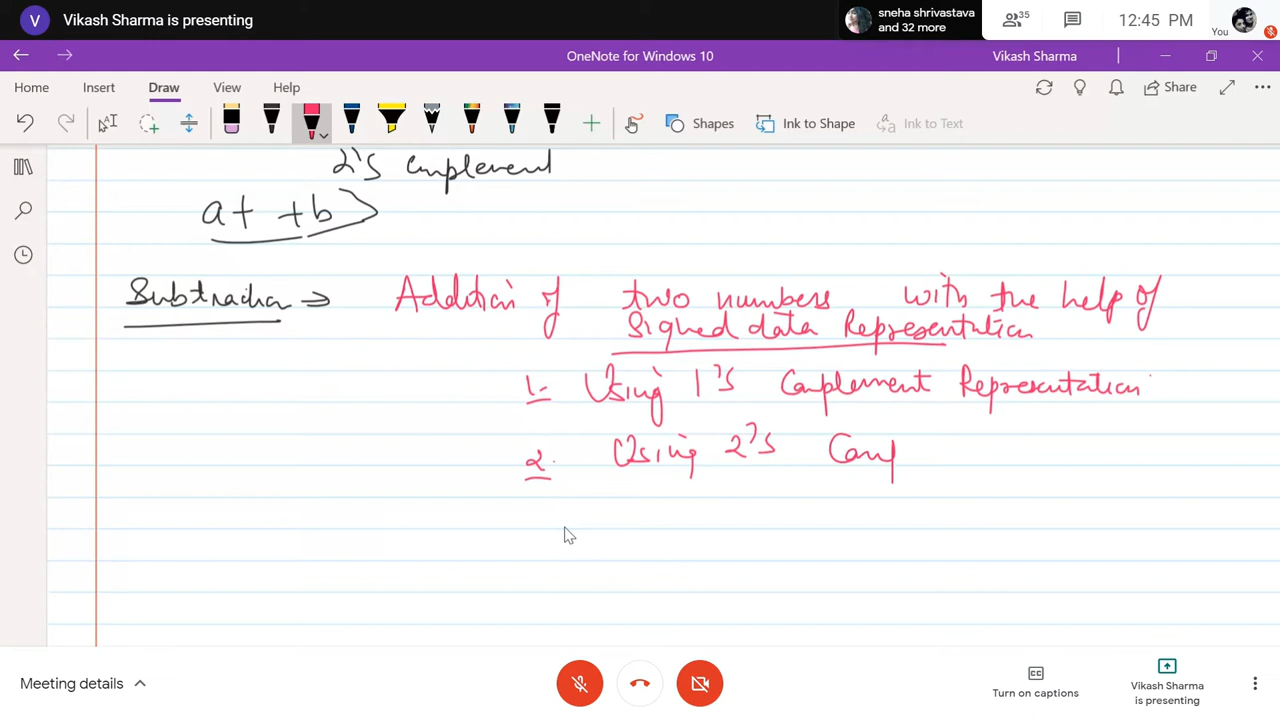 V Vikash Sharma is presenting
sneha shrivastava
and 32 more
35
12:45 PM
You
OneNote for Windows 10
Vikash Sharma
Home Insert Draw View Help
Share
Shapes
Ink to Shape
Ink to Text
2's complement
a + +b
Subtraction ⇒ Addition of two numbers with the help of
Signed data Representation
1- Using 1's Complement Representation
2. Using 2's Comp
Meeting details
Turn on captions
Vikash Sharma
is presenting